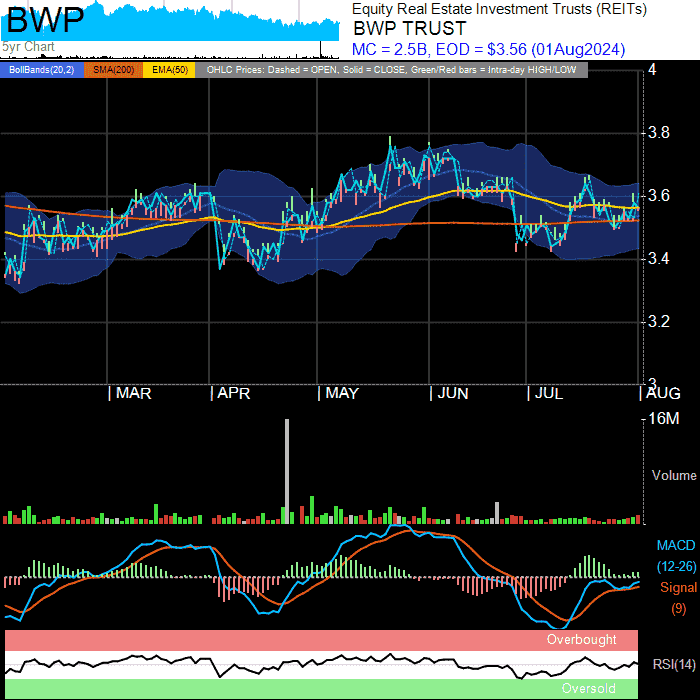 BWP
5yr Chart
Equity Real Estate Investment Trusts (REITs)
BWP TRUST
MC = 2.5B, EOD = $3.56 (01Aug2024)
BollBands(20,2) SMA(200) EMA(50) OHLC Prices: Dashed = OPEN, Solid = CLOSE, Green/Red bars = Intra-day HIGH/LOW
4
3.8
3.6
3.4
3.2
3
MAR APR MAY JUN JUL AUG
16M
Volume
MACD
(12-26)
Signal
(9)
Overbought
RSI(14)
Oversold